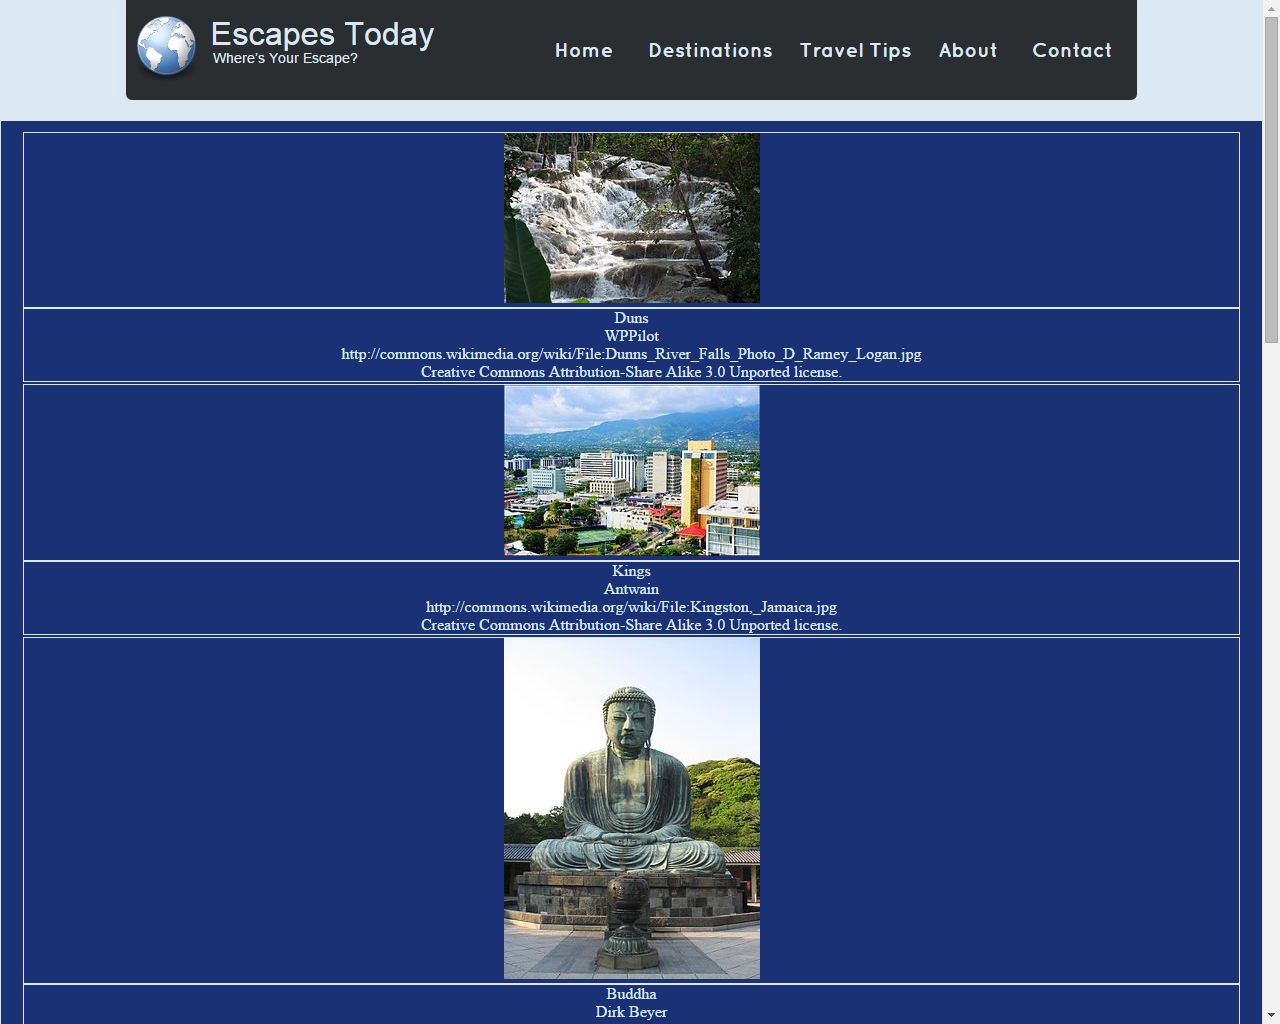 Escapes Today
Where's Your Escape?
Home Destinations Travel Tips About Contact
Duns
WPPilot
http://commons.wikimedia.org/wiki/File:Dunns_River_Falls_Photo_D_Ramey_Logan.jpg
Creative Commons Attribution-Share Alike 3.0 Unported license.
Kings
Antwain
http://commons.wikimedia.org/wiki/File:Kingston,_Jamaica.jpg
Creative Commons Attribution-Share Alike 3.0 Unported license.
Buddha
Dirk Beyer